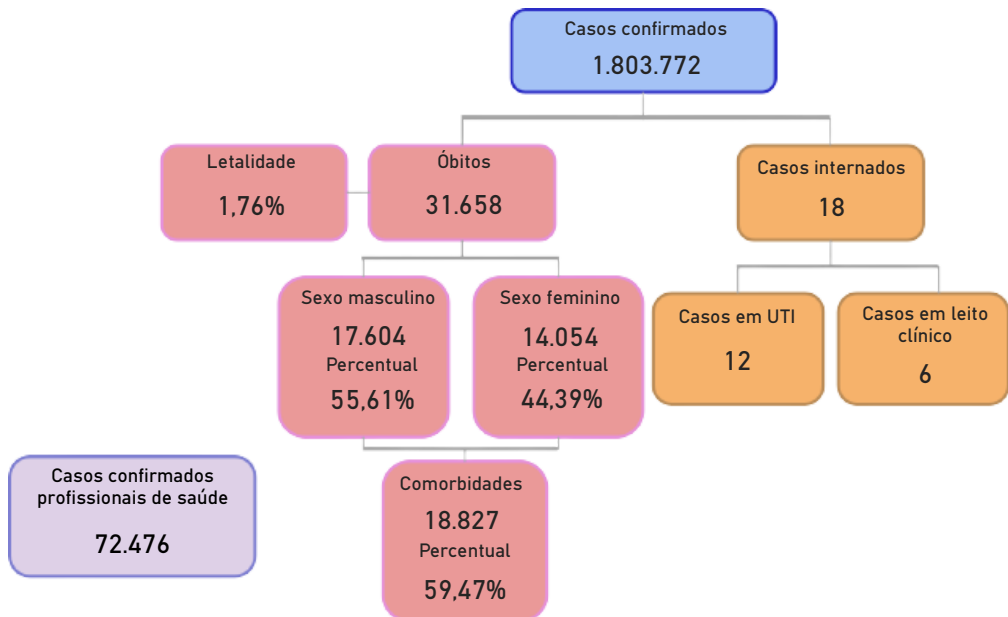 Casos confirmados
1.803.772
Letalidade
1,76%
Óbitos
31.658
Casos internados
18
Sexo masculino
17.604
Percentual
55,61%
Sexo feminino
14.054
Percentual
44,39%
Casos em UTI
12
Casos em leito
clínico
6
Casos confirmados
profissionais de saúde
72.476
Comorbidades
18.827
Percentual
59,47%